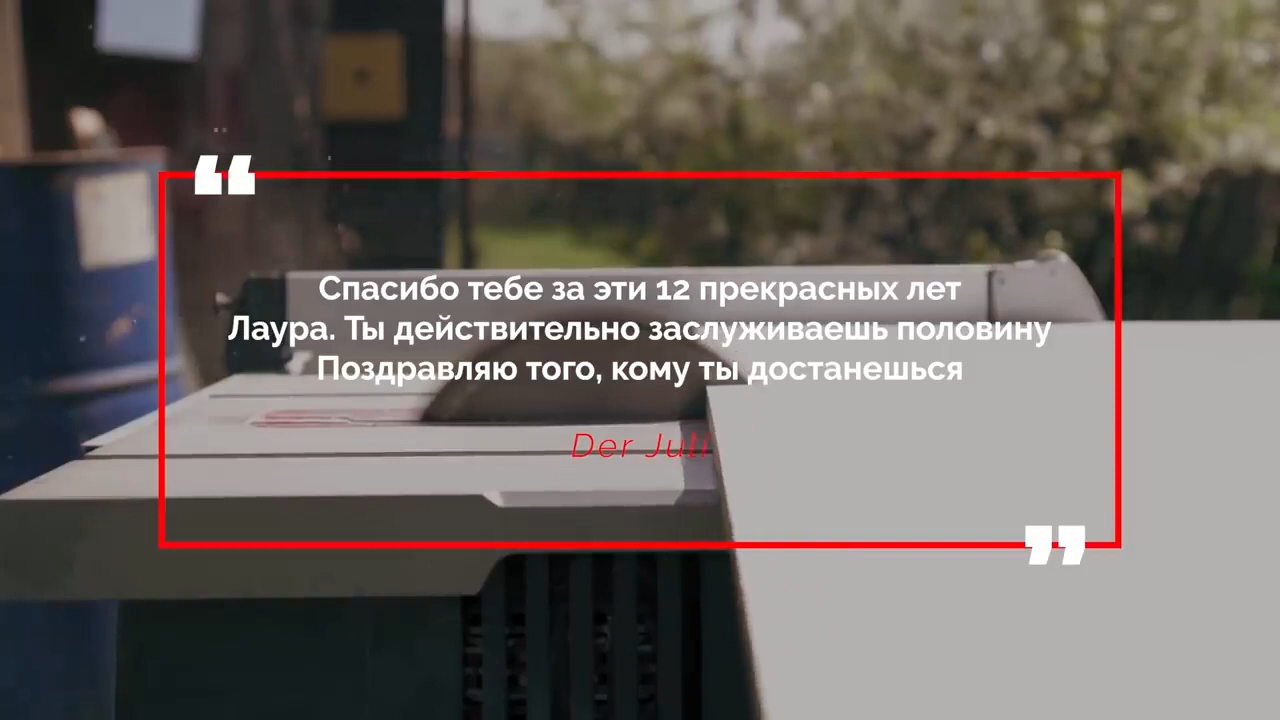 Спасибо тебе за эти 12 прекрасных лет
Лаура. Ты действительно заслуживаешь половину
Поздравляю того, кому ты достанешься
Der Juli